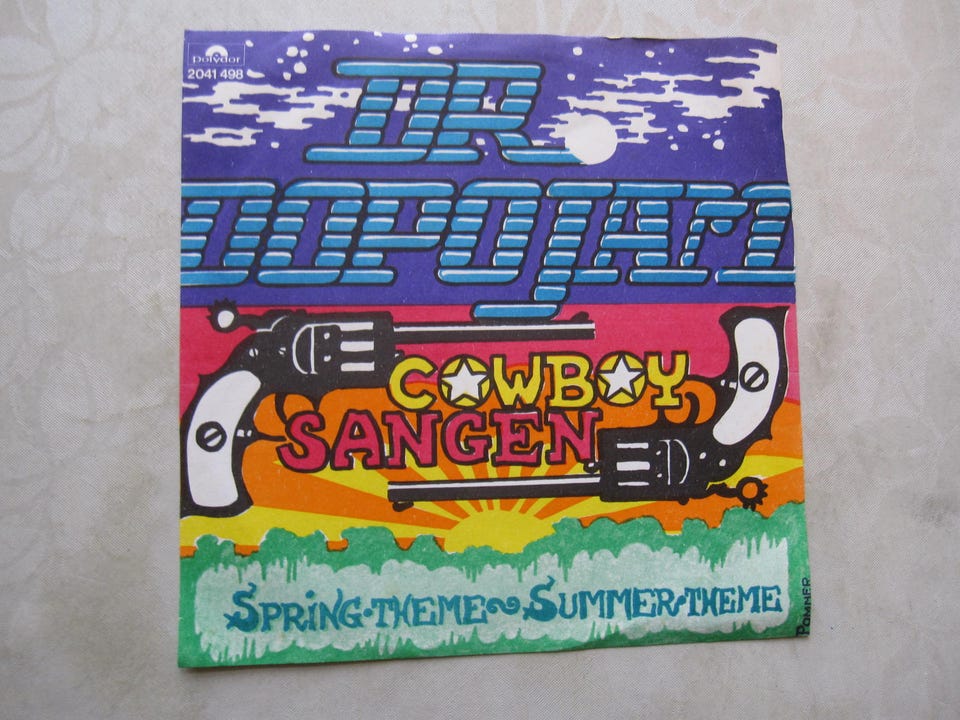 Polydor
2041 498
DR.
DOPOJAM
COWBOY
SANGEN
SPRING-THEME~SUMMER-THEME
POMMER